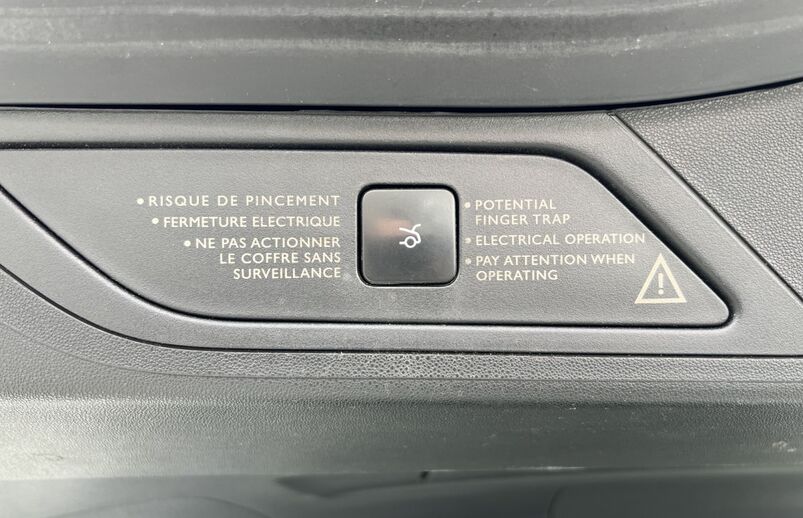 • RISQUE DE PINCEMENT
• FERMETURE ELECTRIQUE
• NE PAS ACTIONNER
LE COFFRE SANS
SURVEILLANCE
• POTENTIAL
FINGER TRAP
• ELECTRICAL OPERATION
• PAY ATTENTION WHEN
OPERATING
!